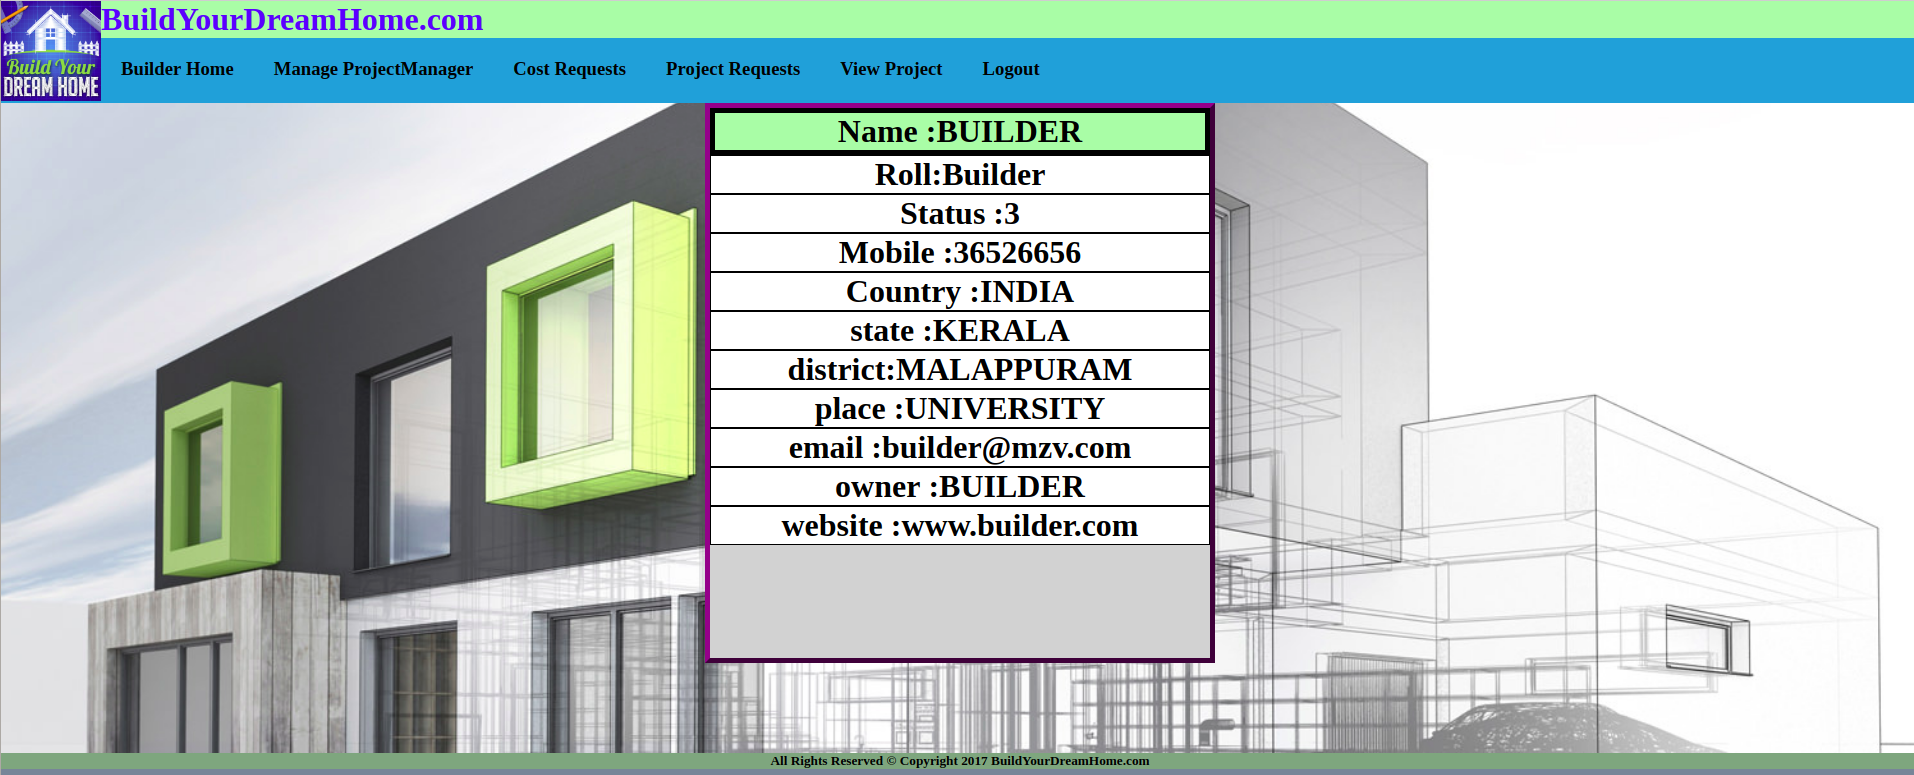 BuildYourDreamHome.com
Build Your
DREAM HOME
Builder Home Manage ProjectManager Cost Requests Project Requests View Project Logout
Name :BUILDER
Roll:Builder
Status :3
Mobile :36526656
Country :INDIA
state :KERALA
district:MALAPPURAM
place :UNIVERSITY
email :builder@mzv.com
owner :BUILDER
website :www.builder.com
All Rights Reserved © Copyright 2017 BuildYourDreamHome.com